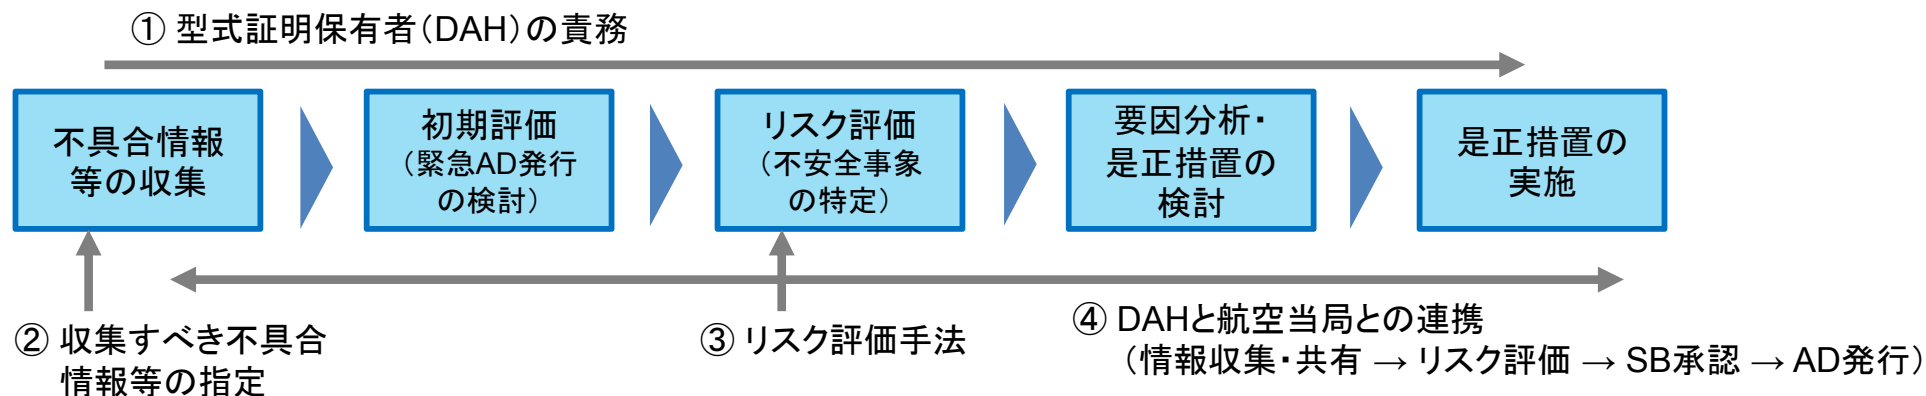 ① 型式証明保有者（DAH）の責務
不具合情報
等の収集
初期評価
（緊急AD発行
の検討）
リスク評価
（不安全事象
の特定）
要因分析・
是正措置の
検討
是正措置の
実施
② 収集すべき不具合
情報等の指定
③ リスク評価手法
④ DAHと航空当局との連携
（情報収集・共有 → リスク評価 → SB承認 → AD発行）